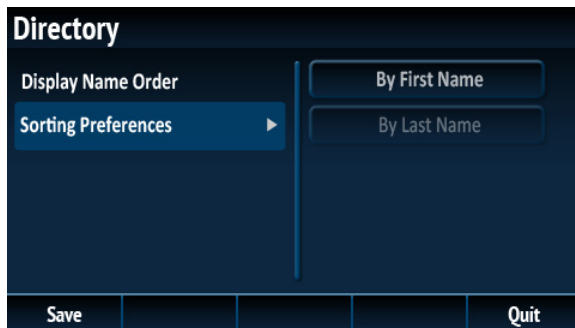 Directory
Display Name Order
Sorting Preferences
By First Name
By Last Name
Save
Quit